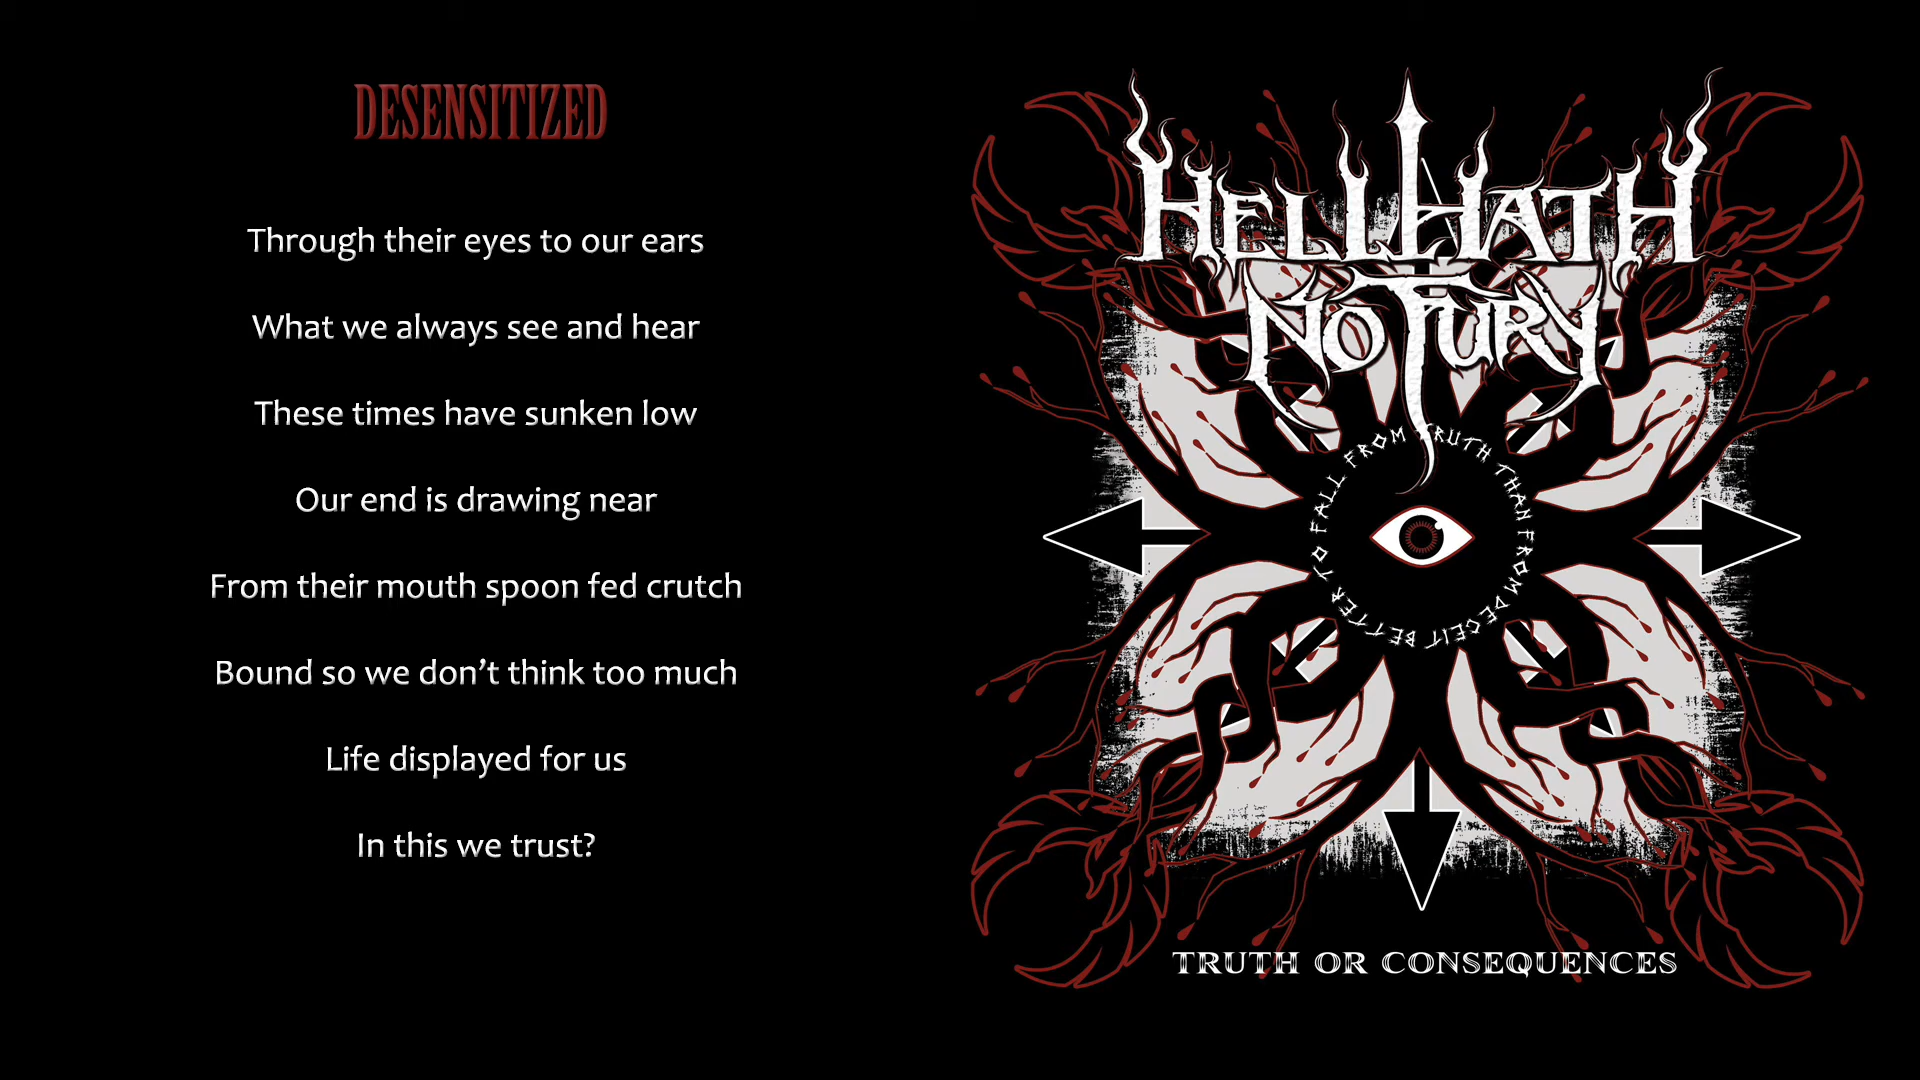 DESENSITIZED
Through their eyes to our ears
What we always see and hear
These times have sunken low
Our end is drawing near
From their mouth spoon fed crutch
Bound so we don’t think too much
Life displayed for us
In this we trust?
HELL HATH
NO FURY
BETTER TO FALL FROM TRUTH THAN FROM DECEIT
TRUTH OR CONSEQUENCES